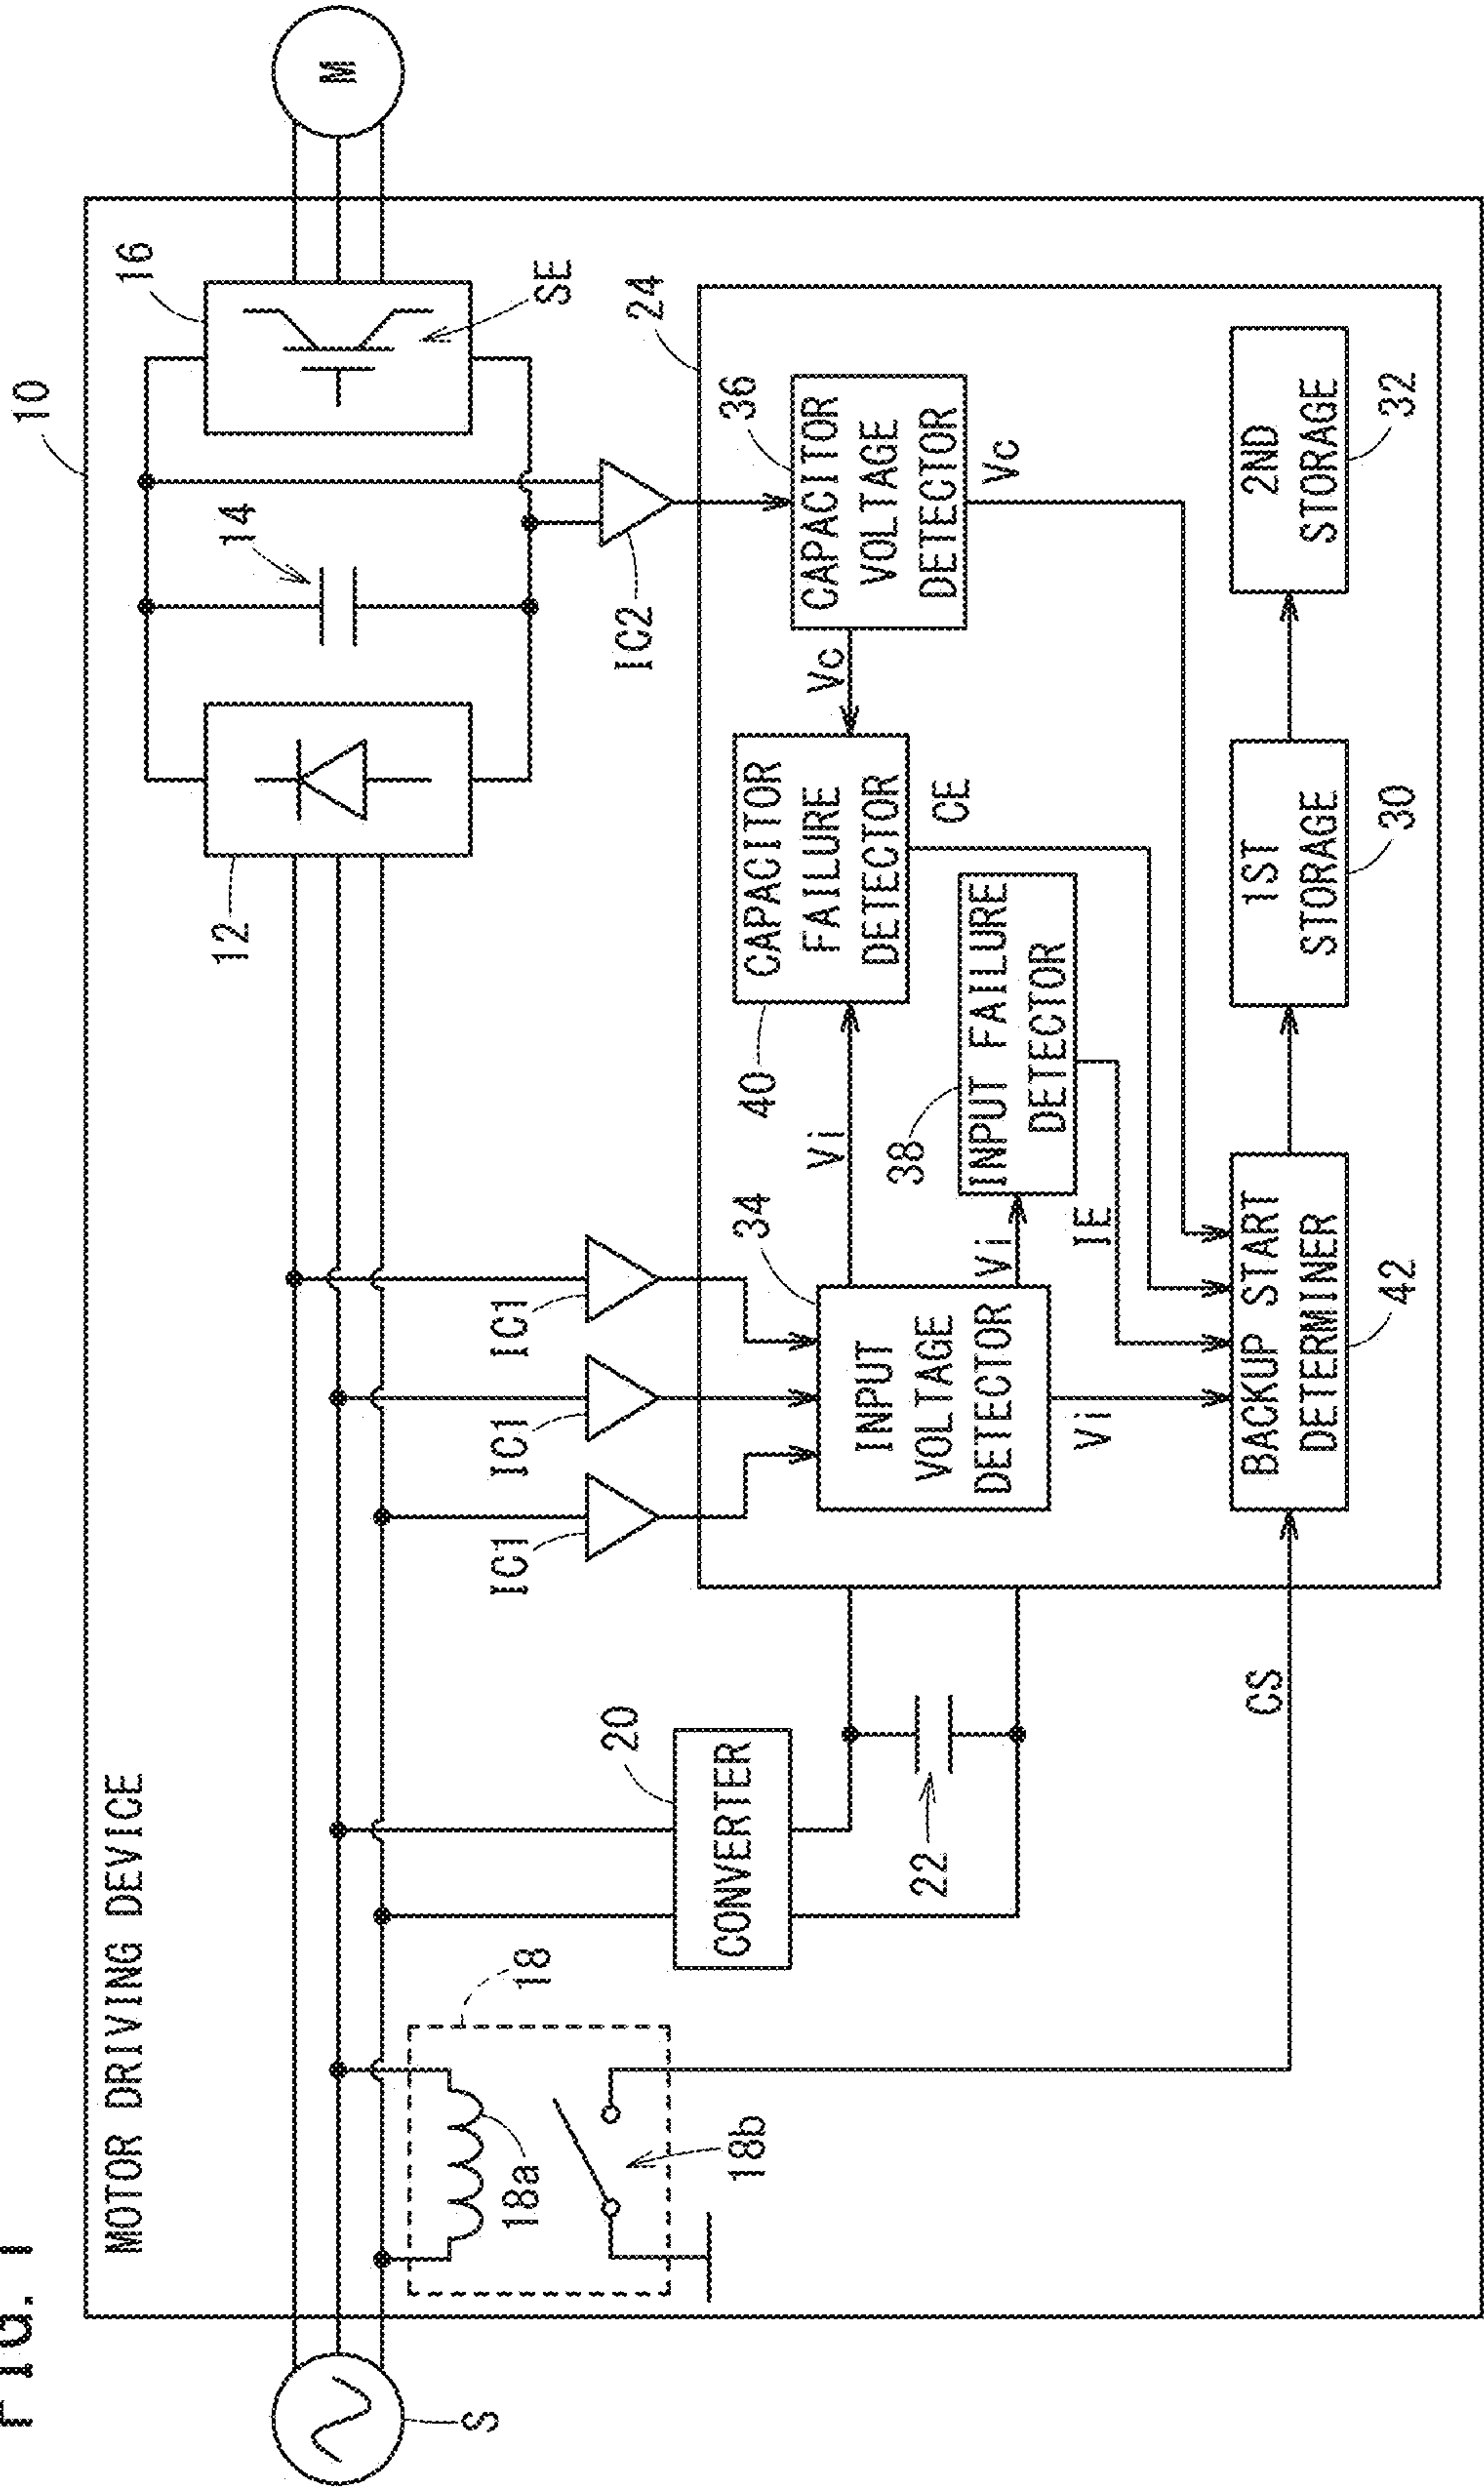 FIG. 1
10
MOTOR DRIVING DEVICE
S
M
12
14
16
SE
18
18a
18b
20
CONVERTER
22
CS
IC1
IC1
IC1
IC2
24
34
INPUT
VOLTAGE
DETECTOR
Vi
Vi
Vi
40
CAPACITOR
FAILURE
DETECTOR
CE
Vc
36
CAPACITOR
VOLTAGE
DETECTOR
Vc
38
INPUT FAILURE
DETECTOR
IE
BACKUP START
DETERMINER
42
1ST
STORAGE
30
2ND
STORAGE
32